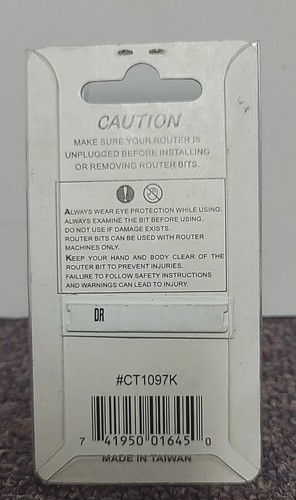 CAUTION
MAKE SURE YOUR ROUTER IS
UNPLUGGED BEFORE INSTALLING
OR REMOVING ROUTER BITS.
ALWAYS WEAR EYE PROTECTION WHILE USING.
ALWAYS EXAMINE THE BIT BEFORE USING.
DO NOT USE IF DAMAGE EXISTS.
ROUTER BITS CAN BE USED WITH ROUTER
MACHINES ONLY.
KEEP YOUR HAND AND BODY CLEAR OF THE
ROUTER BIT TO PREVENT INJURIES.
FAILURE TO FOLLOW SAFETY INSTRUCTIONS
AND WARNINGS CAN LEAD TO INJURY.
DR
#CT1097K
7 41950 01645 0
MADE IN TAIWAN